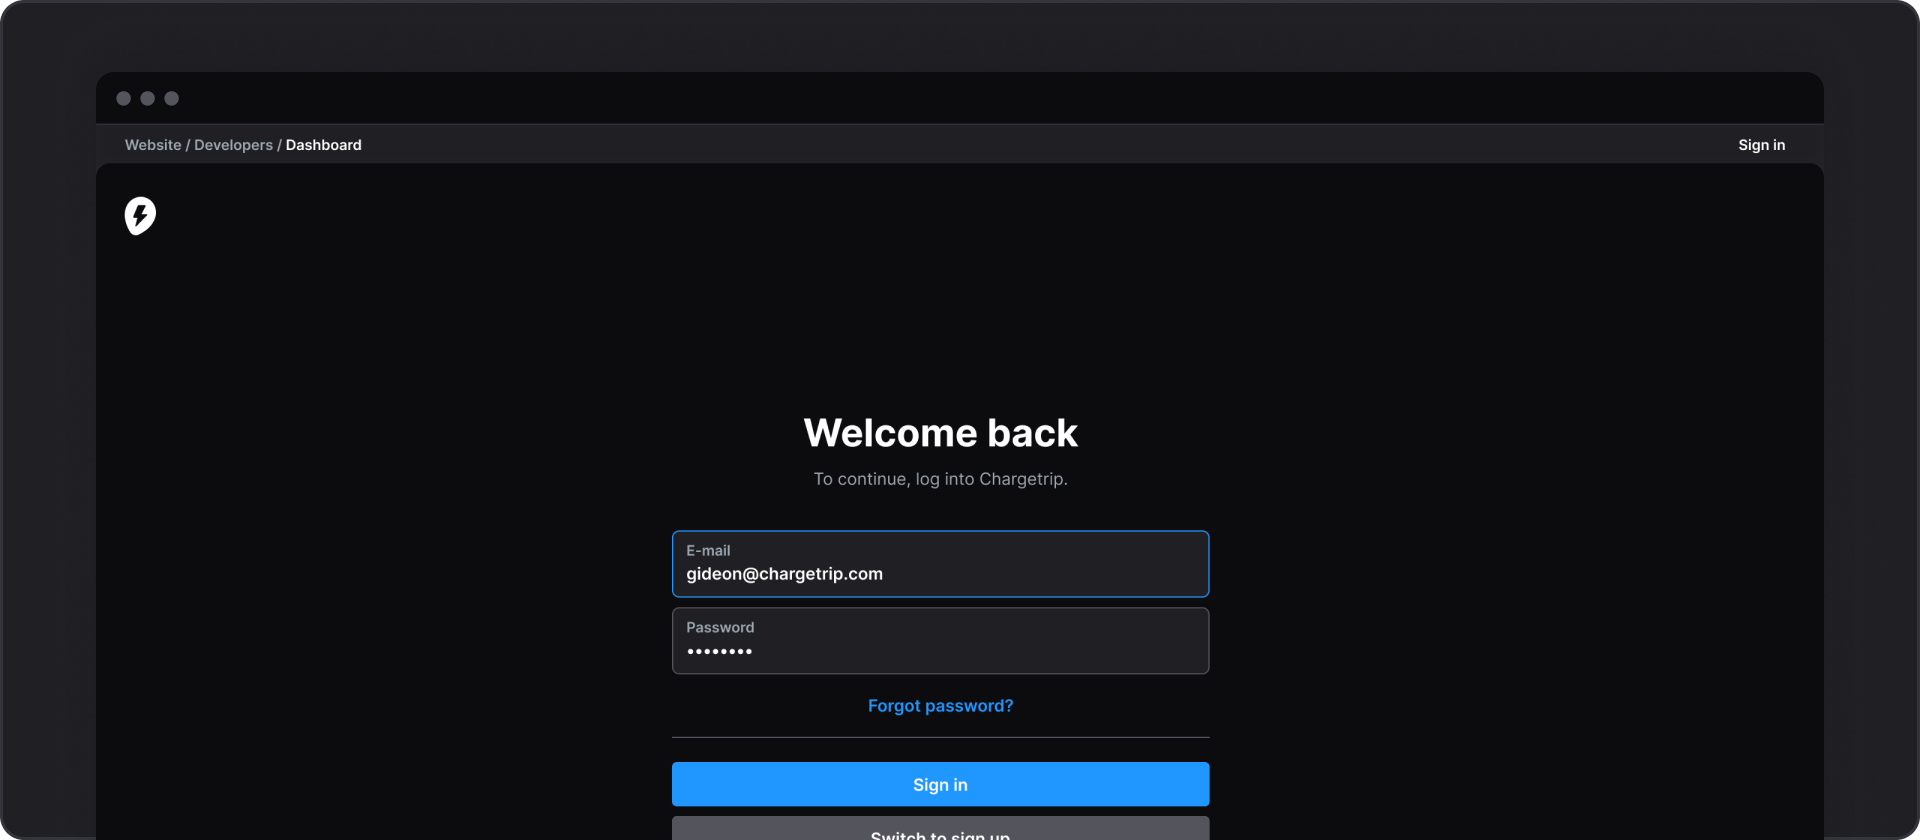 Website / Developers / Dashboard
Sign in
Welcome back
To continue, log into Chargetrip.
E-mail
gideon@chargetrip.com
Password
••••••••
Forgot password?
Sign in
Switch to sign up